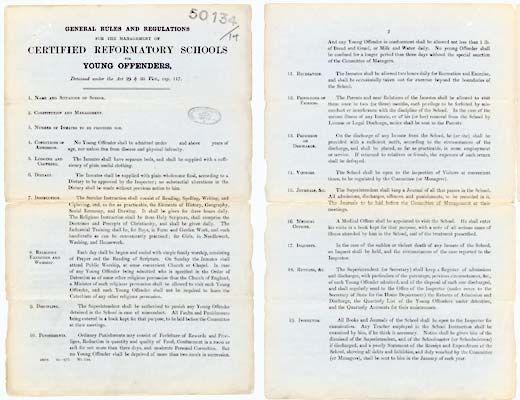 50134/14
GENERAL RULES AND REGULATIONS
FOR THE MANAGEMENT OF
CERTIFIED REFORMATORY SCHOOLS
FOR
YOUNG OFFENDERS,
Detained under the Act 29 & 30 Vict., cap. 117.
1. NAME AND SITUATION OF SCHOOL.
2. CONSTITUTION AND MANAGEMENT.
3. NUMBER OF INMATES TO BE PROVIDED FOR.
4. CONDITIONS OF ADMISSION. No Young Offender shall be admitted under and above years of
age, nor unless free from disease and physical infirmity.
5. LODGING AND CLOTHING. The Inmates shall have separate beds, and shall be supplied with a suffi-
ciency of plain useful clothing.
6. DIETARY. The Inmates shall be supplied with plain wholesome food, according to a
Dietary to be approved by the Inspector; no substantial alterations in the
Dietary shall be made without previous notice to him.
7. INSTRUCTION. The Secular Instruction shall consist of Reading, Spelling, Writing, and
Ciphering, and, as far as practicable, the Elements of History, Geography,
Social Economy, and Drawing. It shall be given for three hours daily.
The Religious Instruction shall be from Holy Scripture, shall comprise the
Doctrines and Precepts of Christianity, and shall be given daily. The
Industrial Training shall be, for Boys, in Farm and Garden Work, and such
handicrafts as can be conveniently practised; for Girls, in Needlework,
Washing, and Housework.
8. RELIGIOUS EXERCISES AND WORSHIP. Each day shall be begun and ended with simple family worship, consisting
of Prayer and the Reading of Scripture. On Sunday the Inmates shall
attend Public Worship, at some convenient Church or Chapel. In case
of any Young Offender being admitted who is specified in the Order of
Detention as of some other religious persuasion than the Church of England,
a Minister of such religious persuasion shall be allowed to visit such Young
Offender, and such Young Offender shall not be required to learn the
Catechism of any other religious persuasion.
9. DISCIPLINE. The Superintendent shall be authorised to punish any Young Offender
detained in the School in case of misconduct. All Faults and Punishments
being entered in a book kept for that purpose, to be laid before the Committee
at their meetings.
10. PUNISHMENTS. Ordinary Punishments may consist of Forfeiture of Rewards and Privi-
leges, Reduction in quantity and quality of Food, Confinement in a room or
cell for not more than three days, and moderate Personal Correction. But
no Young Offender shall be deprived of more than two meals in succession.
2
And any Young Offender in confinement shall be allowed not less than 1 lb.
of Bread and Gruel, or Milk and Water daily. No young Offender shall
be confined for a longer period than three days without the special sanction
of the Committee of Managers.
11. RECREATION. The Inmates shall be allowed two hours daily for Recreation and Exercise,
and shall be occasionally taken out for exercise beyond the boundaries
of the School.
12. The Parents and near Relations of the Inmates shall be allowed to visit
them once in two (or three) months, such privilege to be forfeited by mis-
conduct or interference with the discipline of the School. In the case of the
serious illness of any Inmate, or of his (or her) removal from the School by
License or Legal Discharge, notice shall be sent to the Parents.
13. PROVISION ON DISCHARGE. On the discharge of any Inmate from the School, he (or she) shall be
provided with a sufficient outfit, according to the circumstances of the
discharge, and shall be placed, as far as practicable, in some employment
or service. If returned to relatives or friends, the expenses of such return
shall be defrayed.
14. VISITORS. The School shall be open to the inspection of Visitors at convenient
times, to be regulated by the Committee (or Managers).
15. JOURNALS, &c. The Superintendent shall keep a Journal of all that passes in the School.
All admissions, discharges, offences and punishments, to be recorded in it.
The Journals to be laid before the Committee of Management at their
meetings.
16. MEDICAL OFFICER. A Medical Officer shall be appointed to visit the School. He shall enter
his visits in a book kept for that purpose, with a note of all serious cases of
illness attended by him in the School, and of the treatment prescribed.
17. INQUESTS. In the case of the sudden or violent death of any Inmate of the School,
an Inquest shall be held, and the circumstances of the case reported to the
Inspector.
18. RETURNS, &c. The Superintendent (or Secretary) shall keep a Register of admissions
and discharges, with particulars of the parentage, previous circumstances, &c.,
of each Young Offender admitted, and of the disposal of each one discharged,
and shall regularly send to the Office of the Inspector (under cover to the
Secretary of State for the Home Department) the Returns of Admission and
Discharge, the Quarterly List of the Young Offenders under detention,
and the Quarterly Accounts for their maintenance.
19. INSPECTOR. All Books and Journals of the School shall be open to the Inspector for
examination. Any Teacher employed in the School Instruction shall be
examined by him, if he think it necessary. Notice shall be given him of the
dismissal of the Superintendent, and of the Schoolmaster (or Schoolmistress)
if discharged, and a yearly Statement of the Receipt and Expenditure of the
School, showing all debts and liabilities, and duly vouched by the Committee
(or Managers), shall be sent to him in the January of each year.